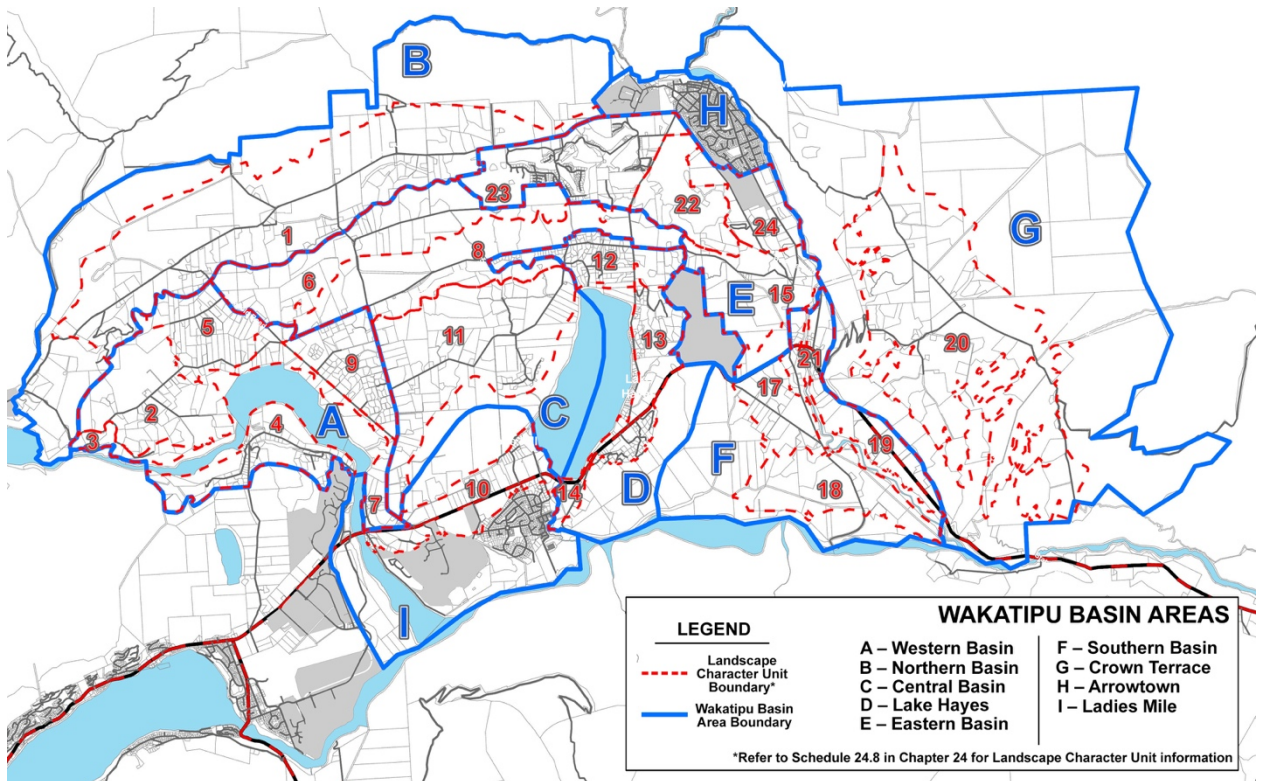 B
H
G
23
22
24
1
8
12
6
E
15
5
11
13
20
9
21
La
Ha
17
2
A
C
3
4
19
F
10
D
14
18
7
I
WAKATIPU BASIN AREAS
LEGEND
Landscape
Character Unit
Boundary*
Wakatipu Basin
Area Boundary
A – Western Basin
B – Northern Basin
C – Central Basin
D – Lake Hayes
E – Eastern Basin
F – Southern Basin
G – Crown Terrace
H – Arrowtown
I – Ladies Mile
*Refer to Schedule 24.8 in Chapter 24 for Landscape Character Unit information